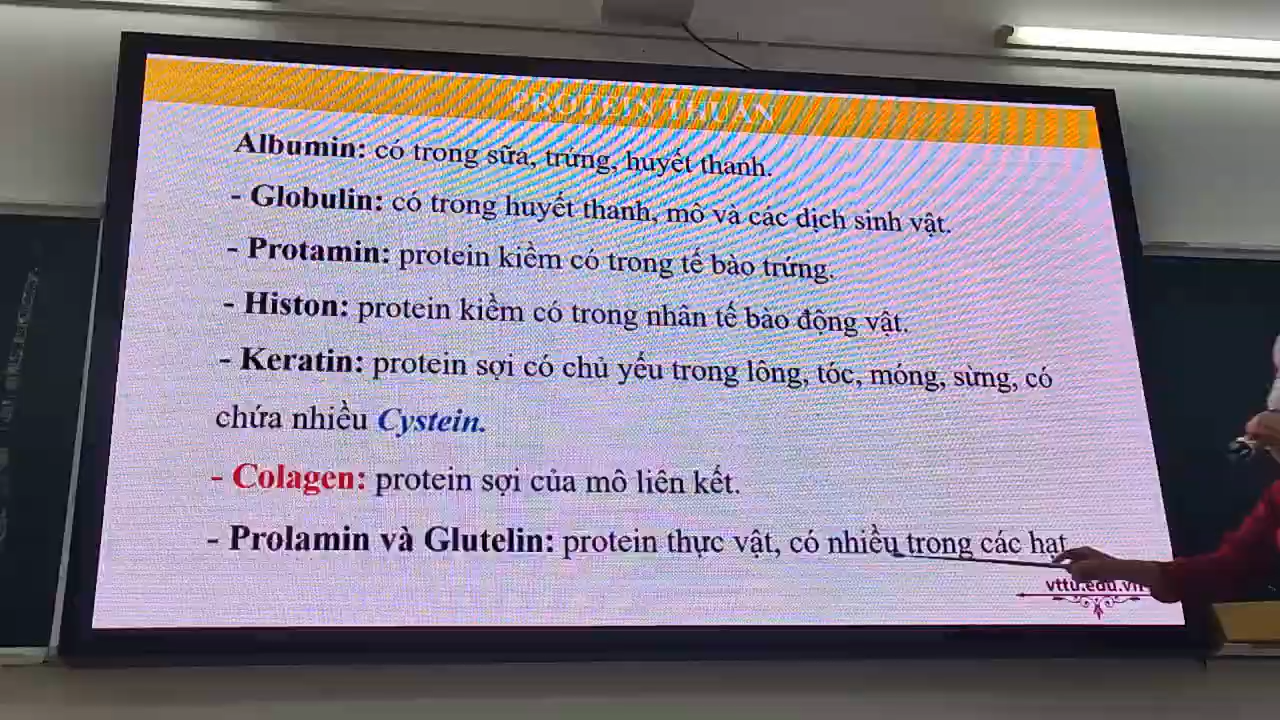 PROTEIN THUẦN
Albumin: có trong sữa, trứng, huyết thanh.
- Globulin: có trong huyết thanh, mô và các dịch sinh vật.
- Protamin: protein kiềm có trong tế bào trứng.
- Histon: protein kiềm có trong nhân tế bào động vật.
- Keratin: protein sợi có chủ yếu trong lông, tóc, móng, sừng, có
chứa nhiều Cystein.
- Colagen: protein sợi của mô liên kết.
- Prolamin và Glutelin: protein thực vật, có nhiều trong các hạt
vttu.edu.vn